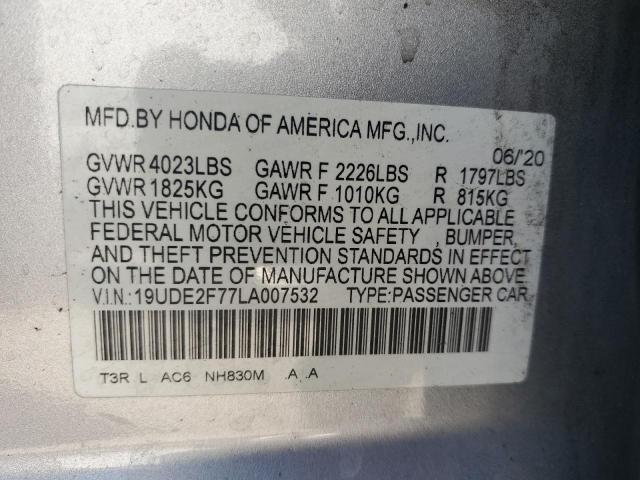 MFD.BY HONDA OF AMERICA MFG.,INC.
06/'20
GVWR 4023LBS GAWR F 2226LBS R 1797LBS
GVWR 1825KG GAWR F 1010KG R 815KG
THIS VEHICLE CONFORMS TO ALL APPLICABLE
FEDERAL MOTOR VEHICLE SAFETY , BUMPER,
AND THEFT PREVENTION STANDARDS IN EFFECT
ON THE DATE OF MANUFACTURE SHOWN ABOVE.
V.I.N.:19UDE2F77LA007532 TYPE:PASSENGER CAR
T3R L AC6 NH830M .A .A